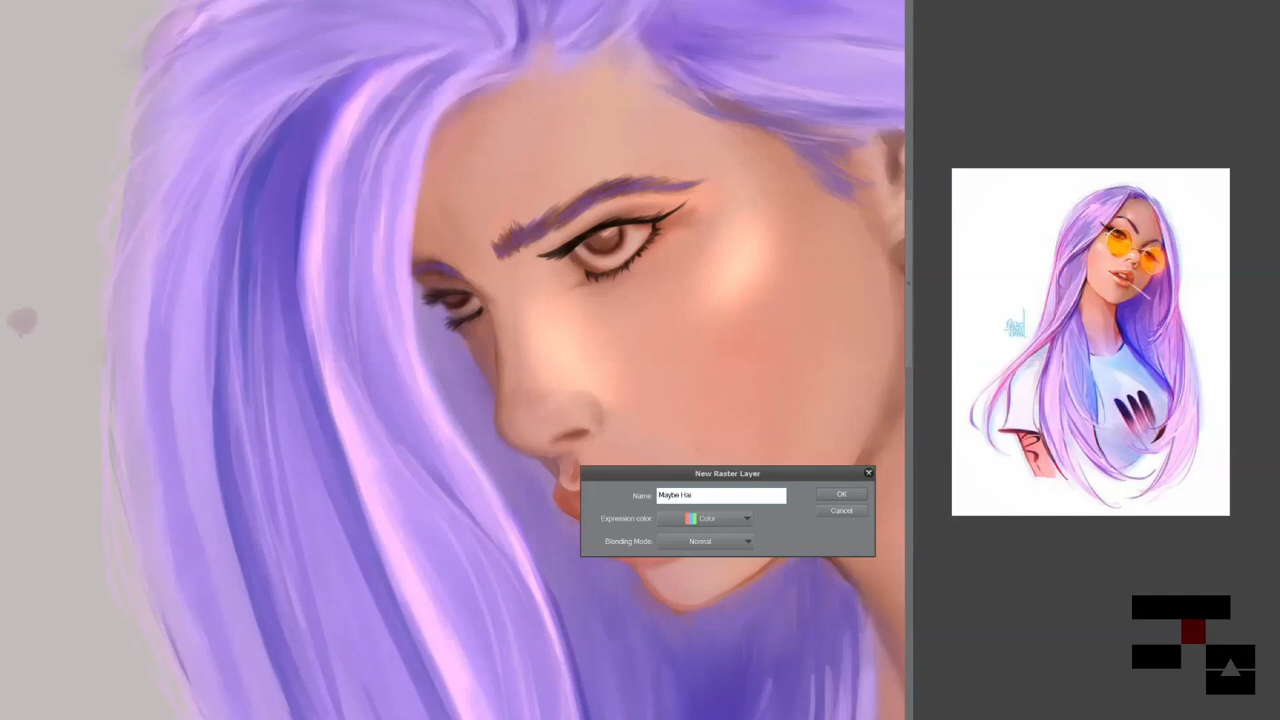 New Raster Layer
Name: Maybe Hai
OK
Expression color: Color
Cancel
Blending Mode: Normal